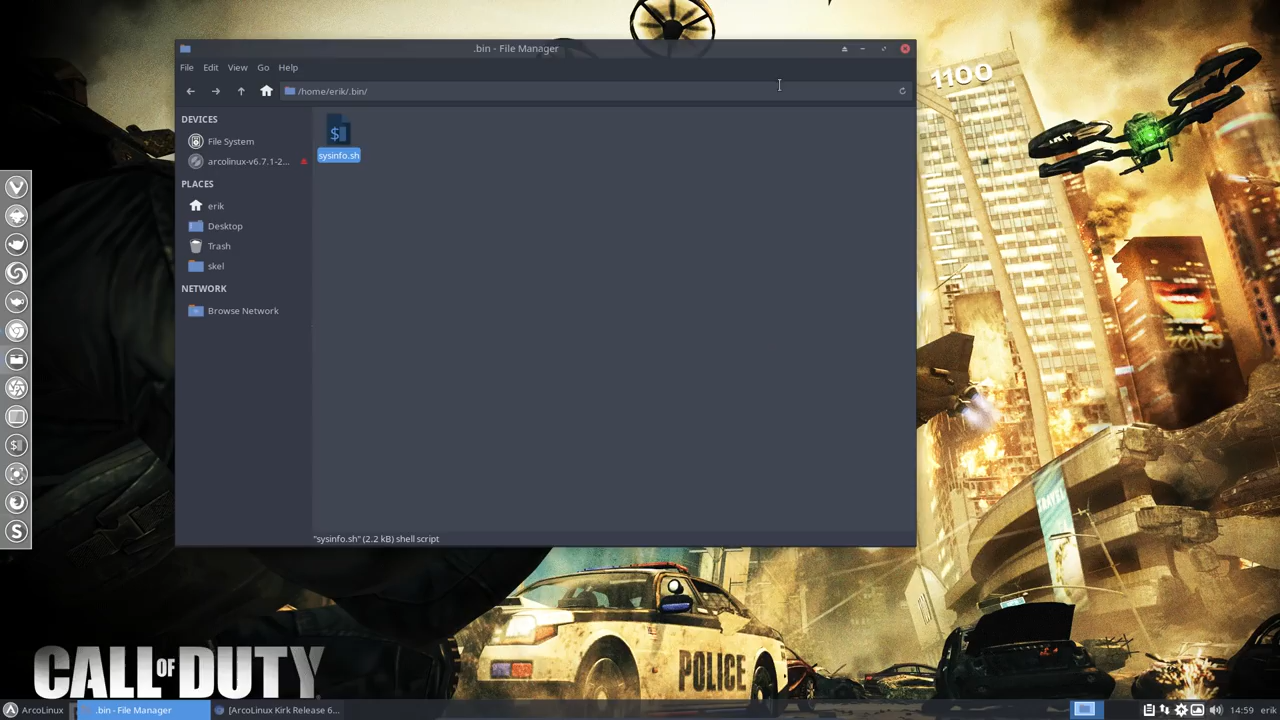 .bin - File Manager
File Edit View Go Help
/home/erik/.bin/
DEVICES
File System
arcolinux-v6.7.1-2...
PLACES
erik
Desktop
Trash
skel
NETWORK
Browse Network
sysinfo.sh
"sysinfo.sh" (2.2 kB) shell script
1100
POLICE
CALL OF DUTY
ArcoLinux
.bin - File Manager
[ArcoLinux Kirk Release 6...
14:59
erik